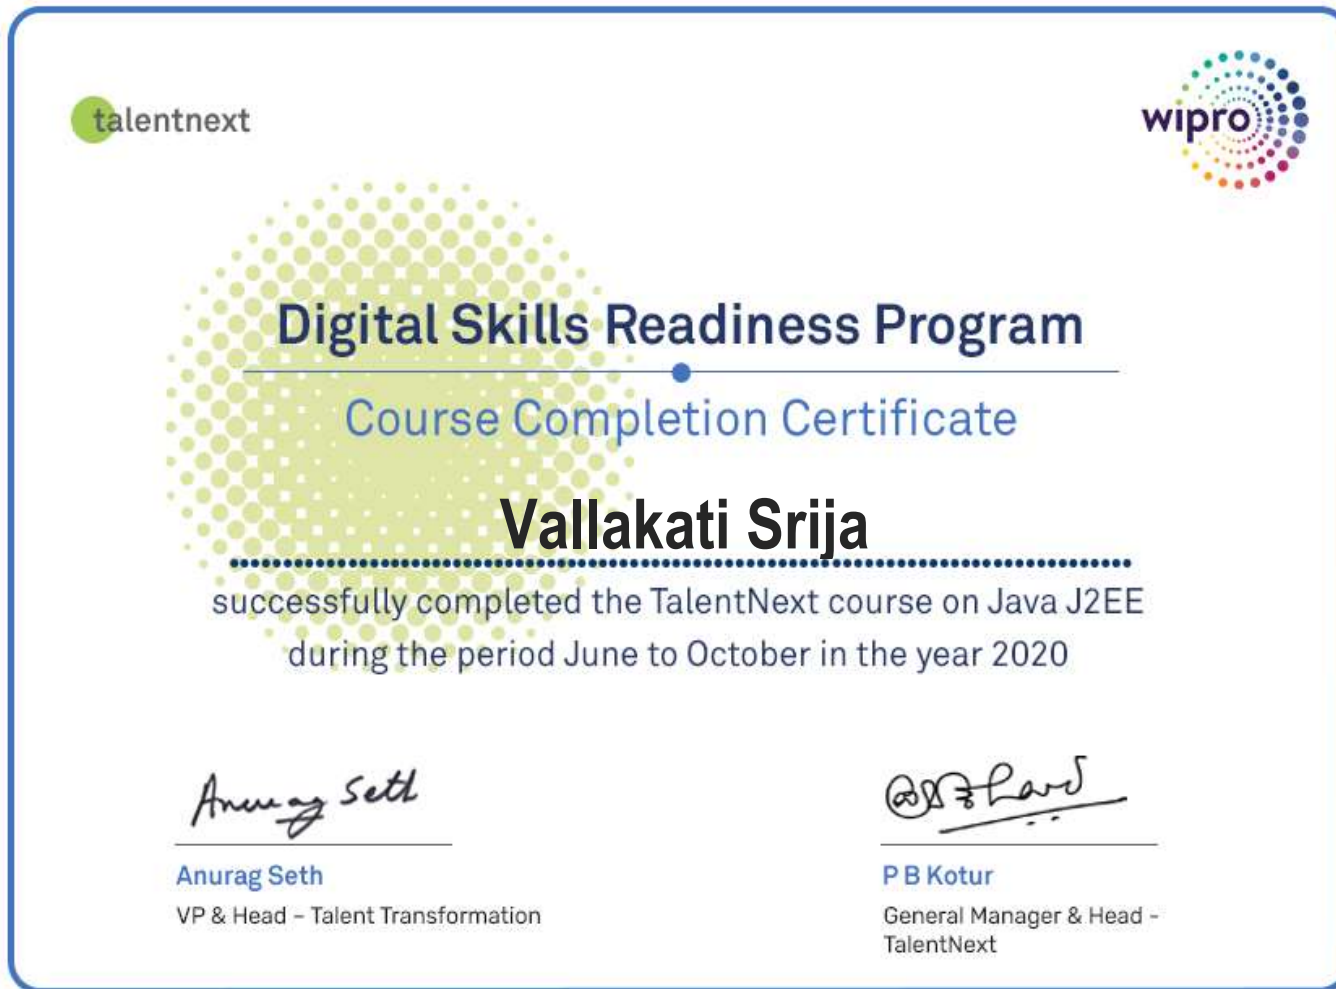 talentnext
wipro
Digital Skills Readiness Program
Course Completion Certificate
Vallakati Srija
successfully completed the TalentNext course on Java J2EE
during the period June to October in the year 2020
Anurag Seth
Anurag Seth
VP & Head – Talent Transformation
P B Kotur
General Manager & Head -
TalentNext